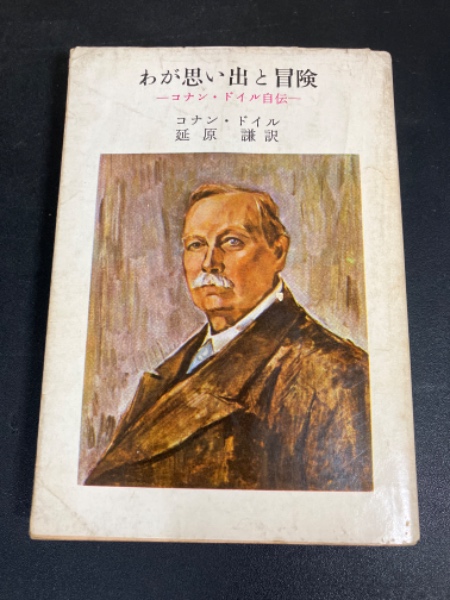 わが思い出と冒険
―コナン・ドイル自伝―
コナン・ドイル
延原 謙訳